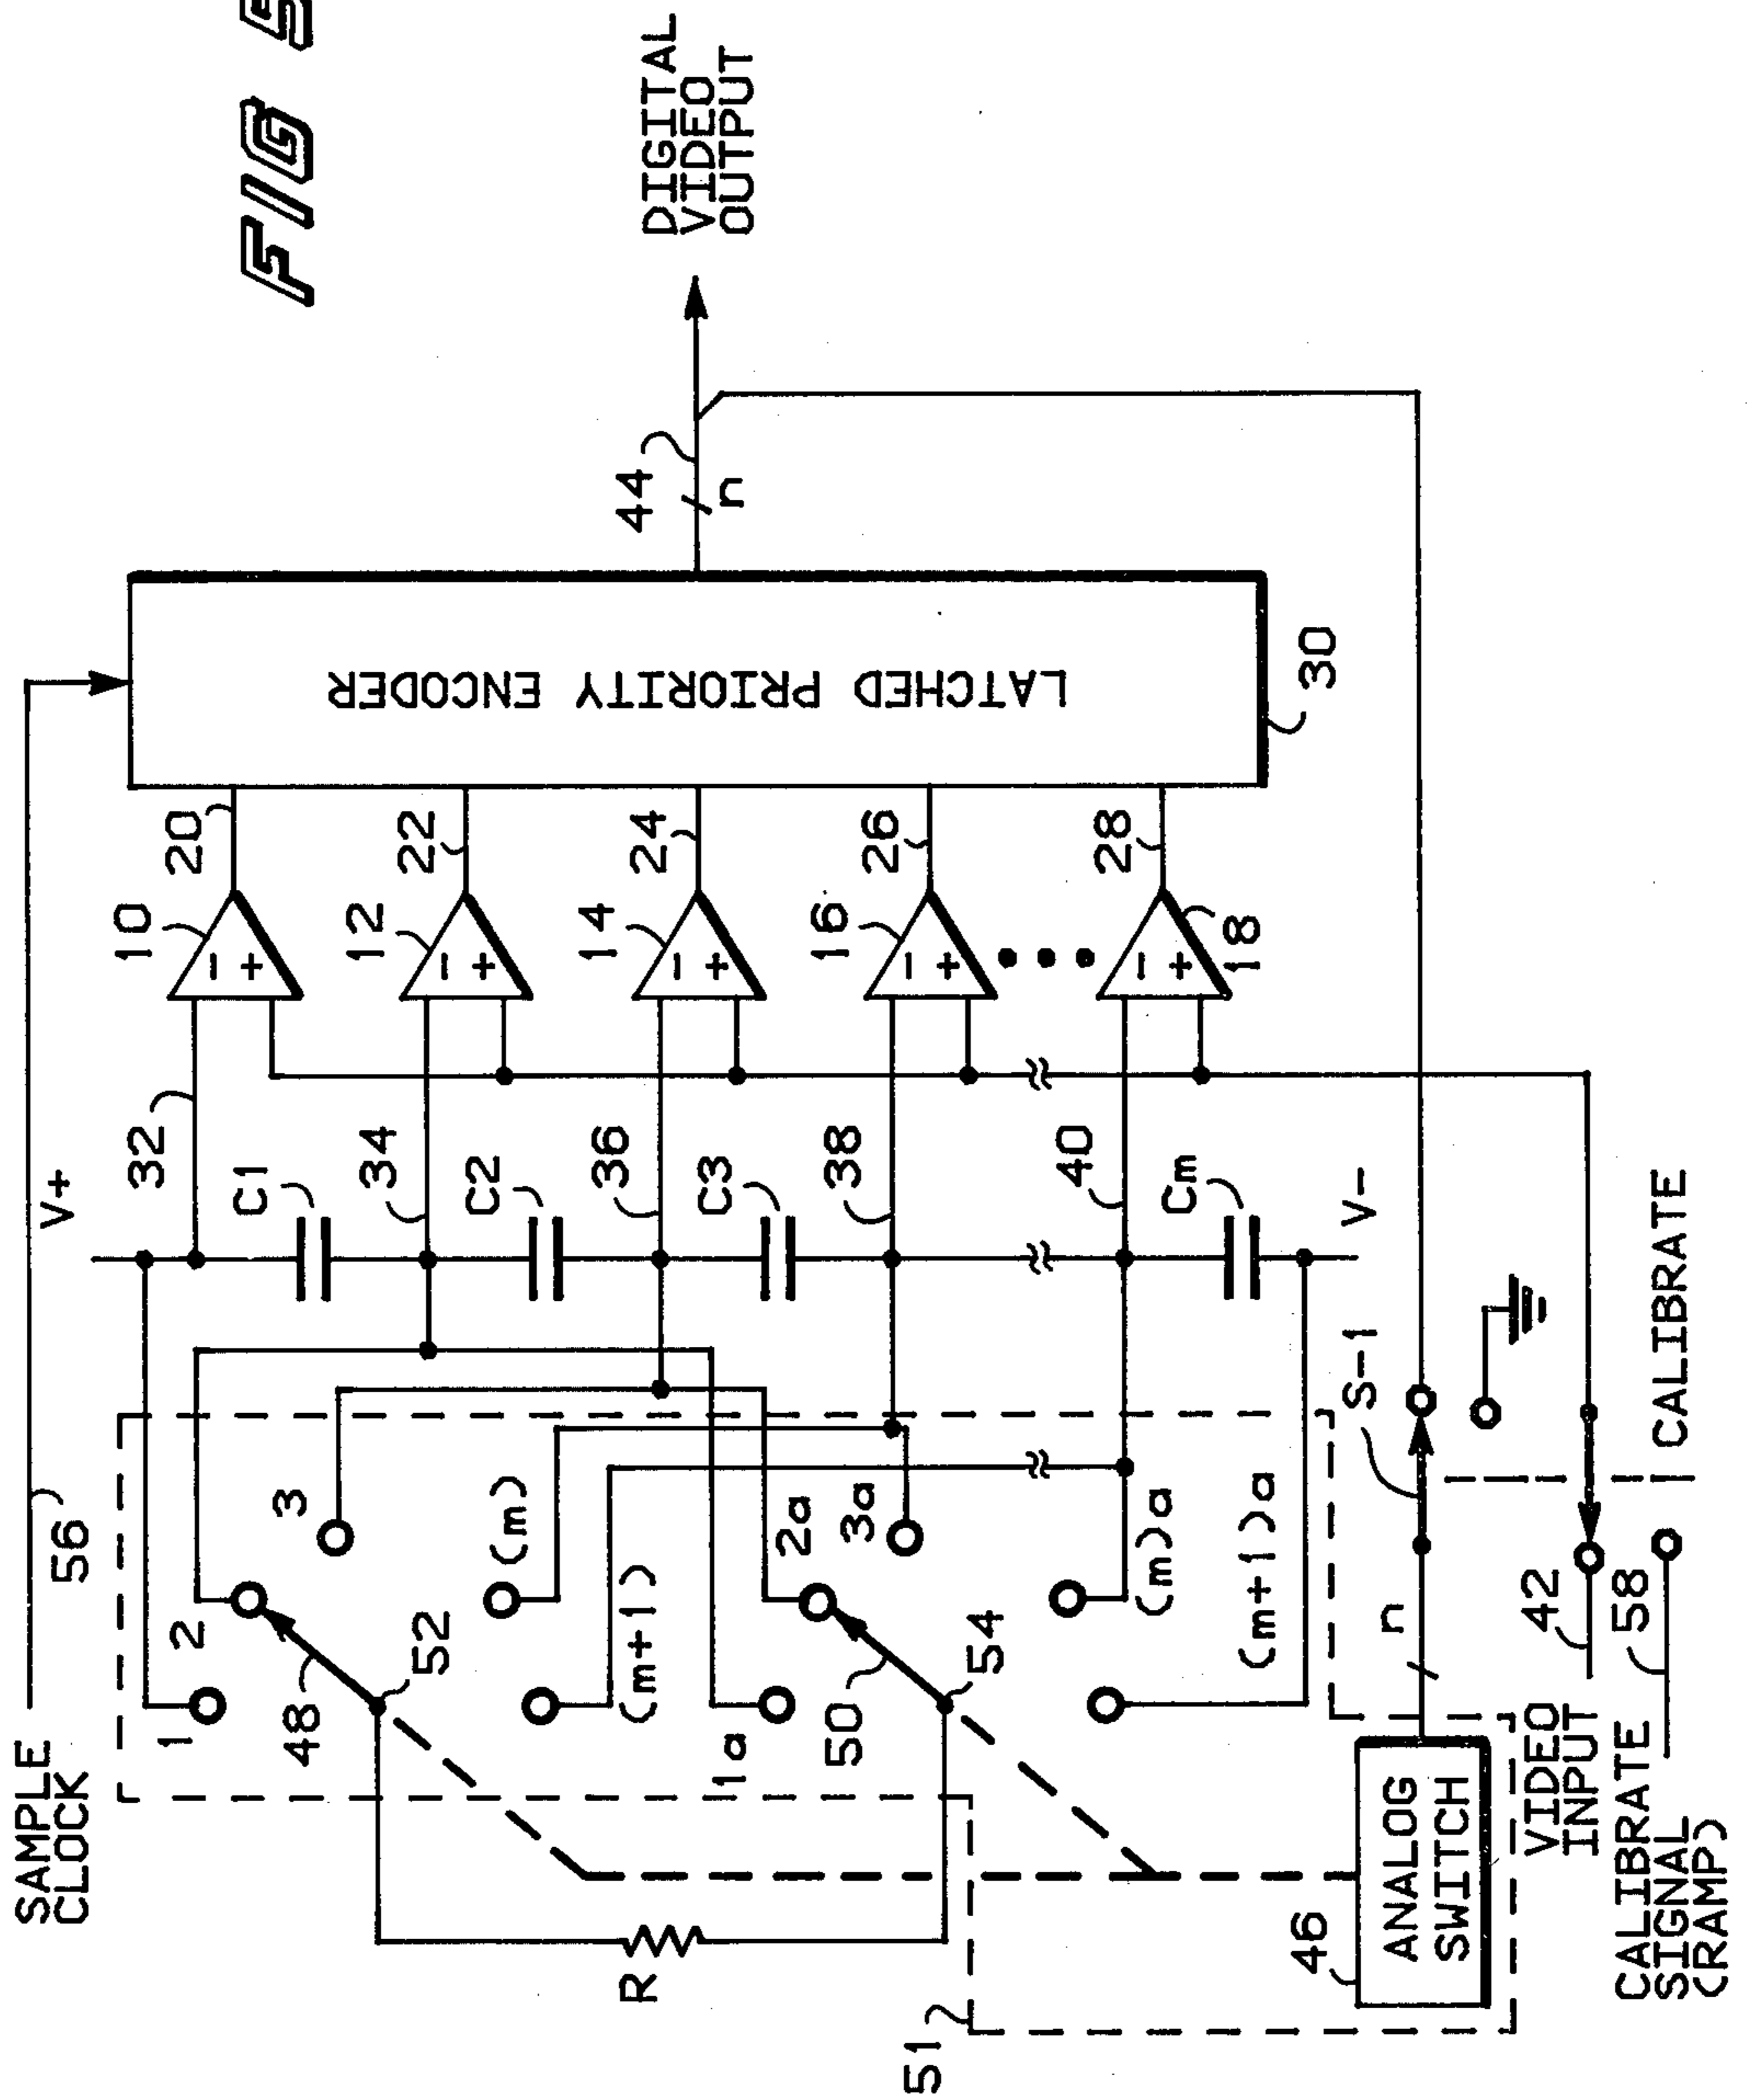 FIG 5
SAMPLE
CLOCK
56
V+
1
2
3
48
52
(m)
(m+1)
1a
2a
3a
50
54
(m)a
(m+1)a
R
51
32
34
36
38
40
C1
C2
C3
Cm
V-
10
12
14
16
18
- +
- +
- +
- +
- +
20
22
24
26
28
LATCHED PRIORITY ENCODER
30
44
n
DIGITAL
VIDEO
OUTPUT
46
ANALOG
SWITCH
n
S-1
VIDEO
INPUT
42
CALIBRATE
SIGNAL
(RAMP)
58
CALIBRATE